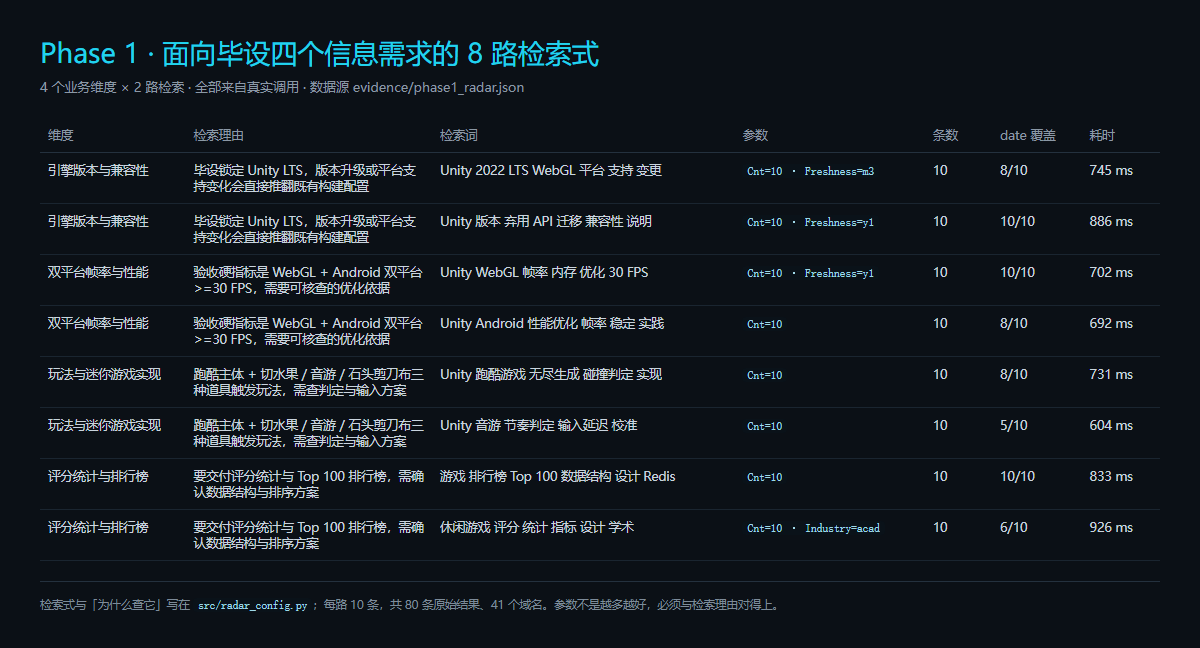 Phase 1 · 面向毕设四个信息需求的 8 路检索式
4 个业务维度 × 2 路检索 · 全部来自真实调用 · 数据源 evidence/phase1_radar.json
维度 检索理由 检索词 参数 条数 date 覆盖 耗时
引擎版本与兼容性 毕设锁定 Unity LTS，版本升级或平台支 Unity 2022 LTS WebGL 平台 支持 变更 Cnt=10 · Freshness=m3 10 8/10 745 ms
持变化会直接推翻既有构建配置
引擎版本与兼容性 毕设锁定 Unity LTS，版本升级或平台支 Unity 版本 弃用 API 迁移 兼容性 说明 Cnt=10 · Freshness=y1 10 10/10 886 ms
持变化会直接推翻既有构建配置
双平台帧率与性能 验收硬指标是 WebGL + Android 双平台 Unity WebGL 帧率 内存 优化 30 FPS Cnt=10 · Freshness=y1 10 10/10 702 ms
>=30 FPS，需要可核查的优化依据
双平台帧率与性能 验收硬指标是 WebGL + Android 双平台 Unity Android 性能优化 帧率 稳定 实践 Cnt=10 10 8/10 692 ms
>=30 FPS，需要可核查的优化依据
玩法与迷你游戏实现 跑酷主体 + 切水果 / 音游 / 石头剪刀布三 Unity 跑酷游戏 无尽生成 碰撞判定 实现 Cnt=10 10 8/10 731 ms
种道具触发玩法，需查判定与输入方案
玩法与迷你游戏实现 跑酷主体 + 切水果 / 音游 / 石头剪刀布三 Unity 音游 节奏判定 输入延迟 校准 Cnt=10 10 5/10 604 ms
种道具触发玩法，需查判定与输入方案
评分统计与排行榜 要交付评分统计与 Top 100 排行榜，需确 游戏 排行榜 Top 100 数据结构 设计 Redis Cnt=10 10 10/10 833 ms
认数据结构与排序方案
评分统计与排行榜 要交付评分统计与 Top 100 排行榜，需确 休闲游戏 评分 统计 指标 设计 学术 Cnt=10 · Industry=acad 10 6/10 926 ms
认数据结构与排序方案
检索式与「为什么查它」写在 src/radar_config.py ；每路 10 条，共 80 条原始结果、41 个域名。参数不是越多越好，必须与检索理由对得上。